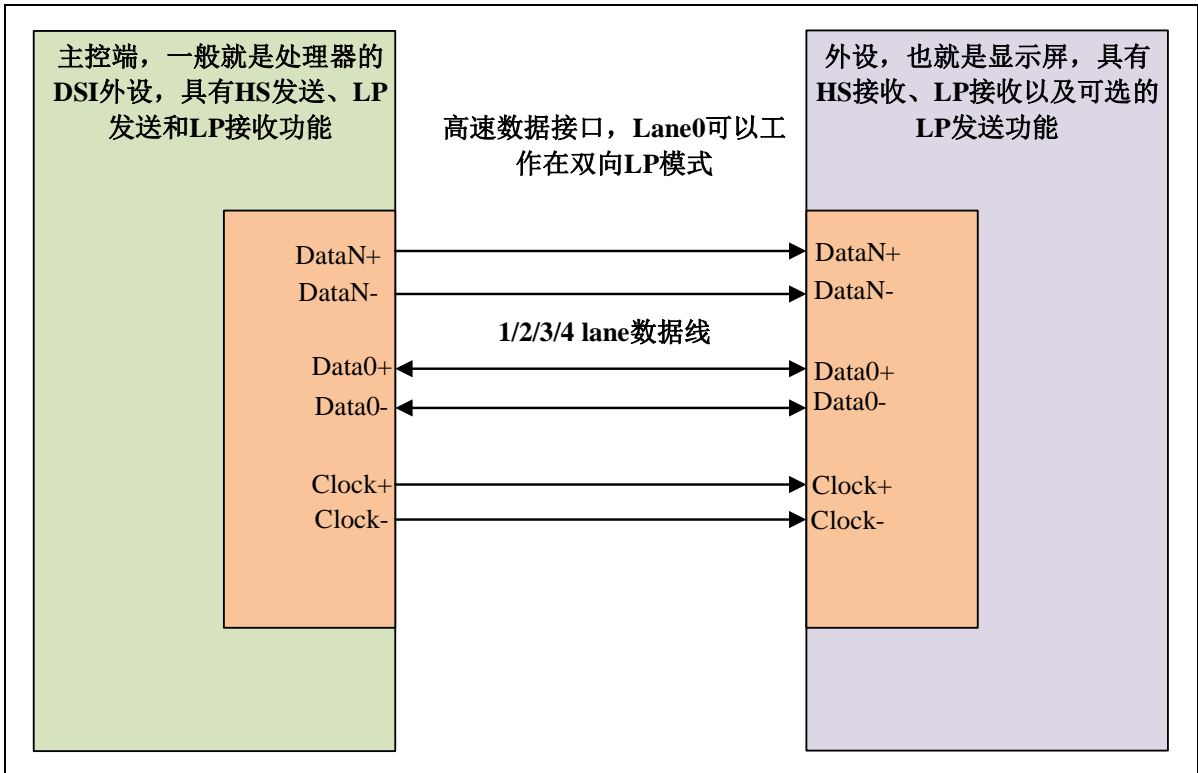 主控端，一般就是处理器的
DSI外设，具有HS发送、LP
发送和LP接收功能
高速数据接口，Lane0可以工
作在双向LP模式
外设，也就是显示屏，具有
HS接收、LP接收以及可选的
LP发送功能
DataN+
DataN-
DataN+
DataN-
1/2/3/4 lane数据线
Data0+
Data0-
Data0+
Data0-
Clock+
Clock-
Clock+
Clock-